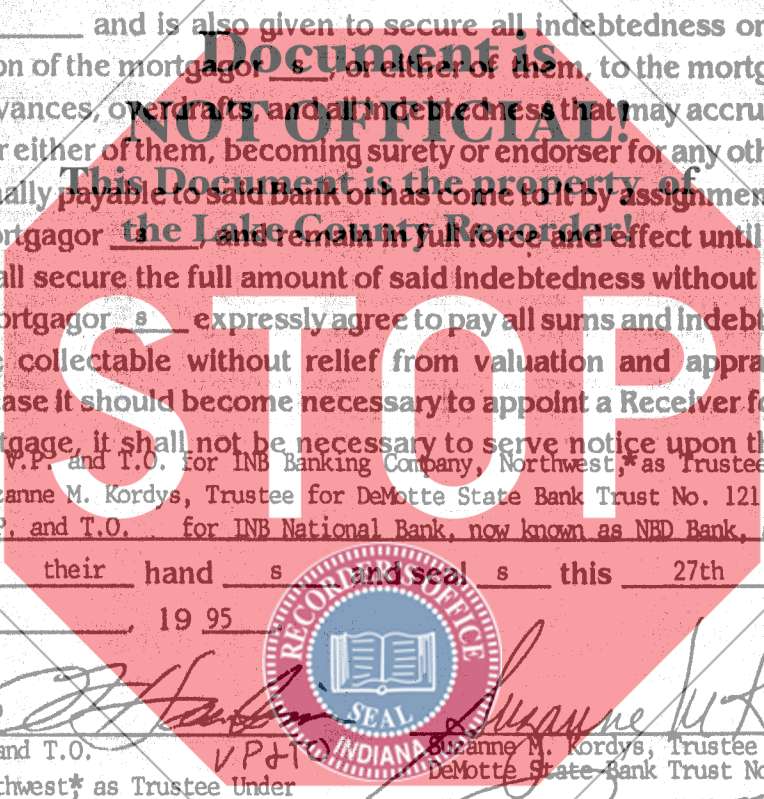 and is also given to secure all indebtedness or
Document is
on of the mortgagor s, or either of them, to the mortg
vances, overdrafts, and all indebtedness that may accru
NOT OFFICIAL!
r either of them, becoming surety or endorser for any oth
This Document is the property of
ally payable to said Bank or has come to it by assignmen
the Lake County Recorder!
ortgagor s and remain in full force and effect until
all secure the full amount of said indebtedness without
STOP
ortgagor s expressly agree to pay all sums and indebt
e collectable without relief from valuation and appra
ase it should become necessary to appoint a Receiver fo
tgage, it shall not be necessary to serve notice upon th
V.P. and T.O. for INB Banking Company, Northwest,* as Trustee
zanne M. Kordys, Trustee for DeMotte State Bank Trust No. 121
P. and T.O. for INB National Bank, now known as NBD Bank,
their hand s and seal s this 27th
, 19 95
RECORDER'S OFFICE
SEAL
INDIANA
Suzanne M K
and T.O. VP & TO Suzanne M. Kordys, Trustee
DeMotte State Bank Trust No
thwest* as Trustee Under